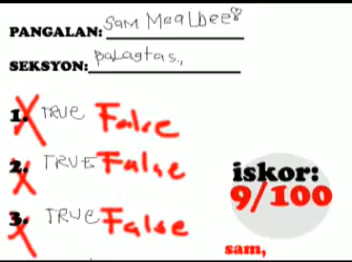 PANGALAN: Sam Mealbee
SEKSYON: Balagtas.,
1. TRUE False
2. TRUE False
3. TRUE False
iskor:
9/100
sam,